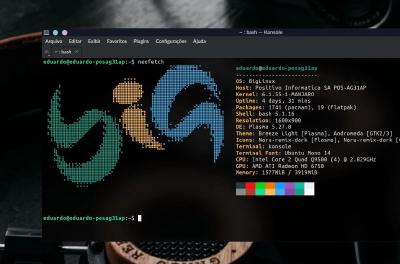 ~ : bash — Konsole
Arquivo Editar Exibir Favoritos Plugins Configurações Ajuda
~ : bash
eduardo@eduardo-posag31ap:~$ neofetch
eduardo@eduardo-posag31ap
-------------------------
OS: BigLinux
Host: Positivo Informatica SA POS-AG31AP
Kernel: 6.1.55-1-MANJARO
Uptime: 4 days, 31 mins
Packages: 1741 (pacman), 19 (flatpak)
Shell: bash 5.1.16
Resolution: 1600x900
DE: Plasma 5.27.8
Theme: Breeze Light [Plasma], Andromeda [GTK2/3]
Icons: Nora-remix-dark [Plasma], Nora-remix-d
Terminal: konsole
Terminal Font: Ubuntu Mono 14
CPU: Intel Core 2 Quad Q9500 (4) @ 2.829GHz
GPU: AMD ATI Radeon HD 6750
Memory: 1577MiB / 3919MiB
eduardo@eduardo-posag31ap:~$